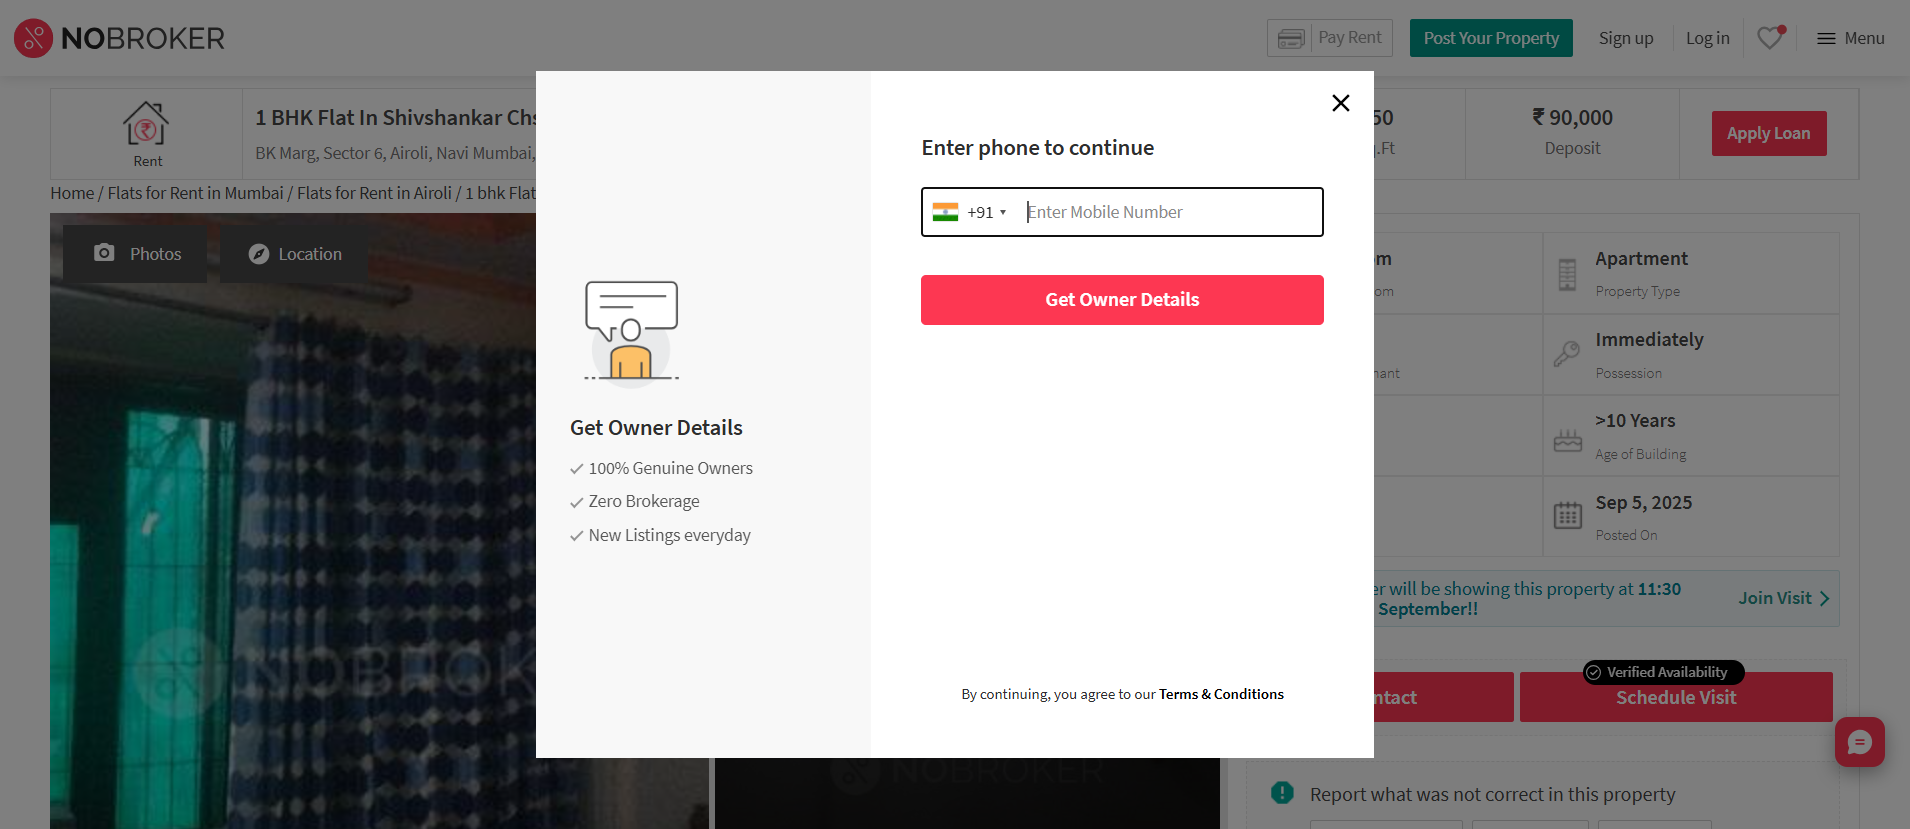 NOBROKER
Pay Rent
Post Your Property
Sign up
Log in
Menu
Rent
1 BHK Flat In Shivshankar Chs
BK Marg, Sector 6, Airoli, Navi Mumbai,
50
.Ft
₹ 90,000
Deposit
Apply Loan
Home / Flats for Rent in Mumbai / Flats for Rent in Airoli / 1 bhk Flat
Photos
Location
NOBROK
NOBROKER
Get Owner Details
100% Genuine Owners
Zero Brokerage
New Listings everyday
Enter phone to continue
+91
Enter Mobile Number
Get Owner Details
By continuing, you agree to our Terms & Conditions
om
om
Apartment
Property Type
nant
Immediately
Possession
>10 Years
Age of Building
Sep 5, 2025
Posted On
er will be showing this property at 11:30
September!!
Join Visit
Verified Availability
ntact
Schedule Visit
Report what was not correct in this property